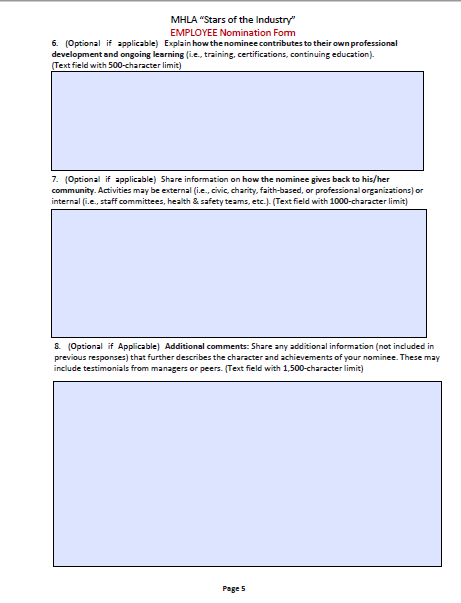 MHLA “Stars of the Industry”
EMPLOYEE Nomination Form
6. (Optional if applicable) Explain how the nominee contributes to their own professional
development and ongoing learning (i.e., training, certifications, continuing education).
(Text field with 500-character limit)
7. (Optional if applicable) Share information on how the nominee gives back to his/her
community. Activities may be external (i.e., civic, charity, faith-based, or professional organizations) or
internal (i.e., staff committees, health & safety teams, etc.). (Text field with 1000-character limit)
8. (Optional if Applicable) Additional comments: Share any additional information (not included in
previous responses) that further describes the character and achievements of your nominee. These may
include testimonials from managers or peers. (Text field with 1,500-character limit)
Page 5